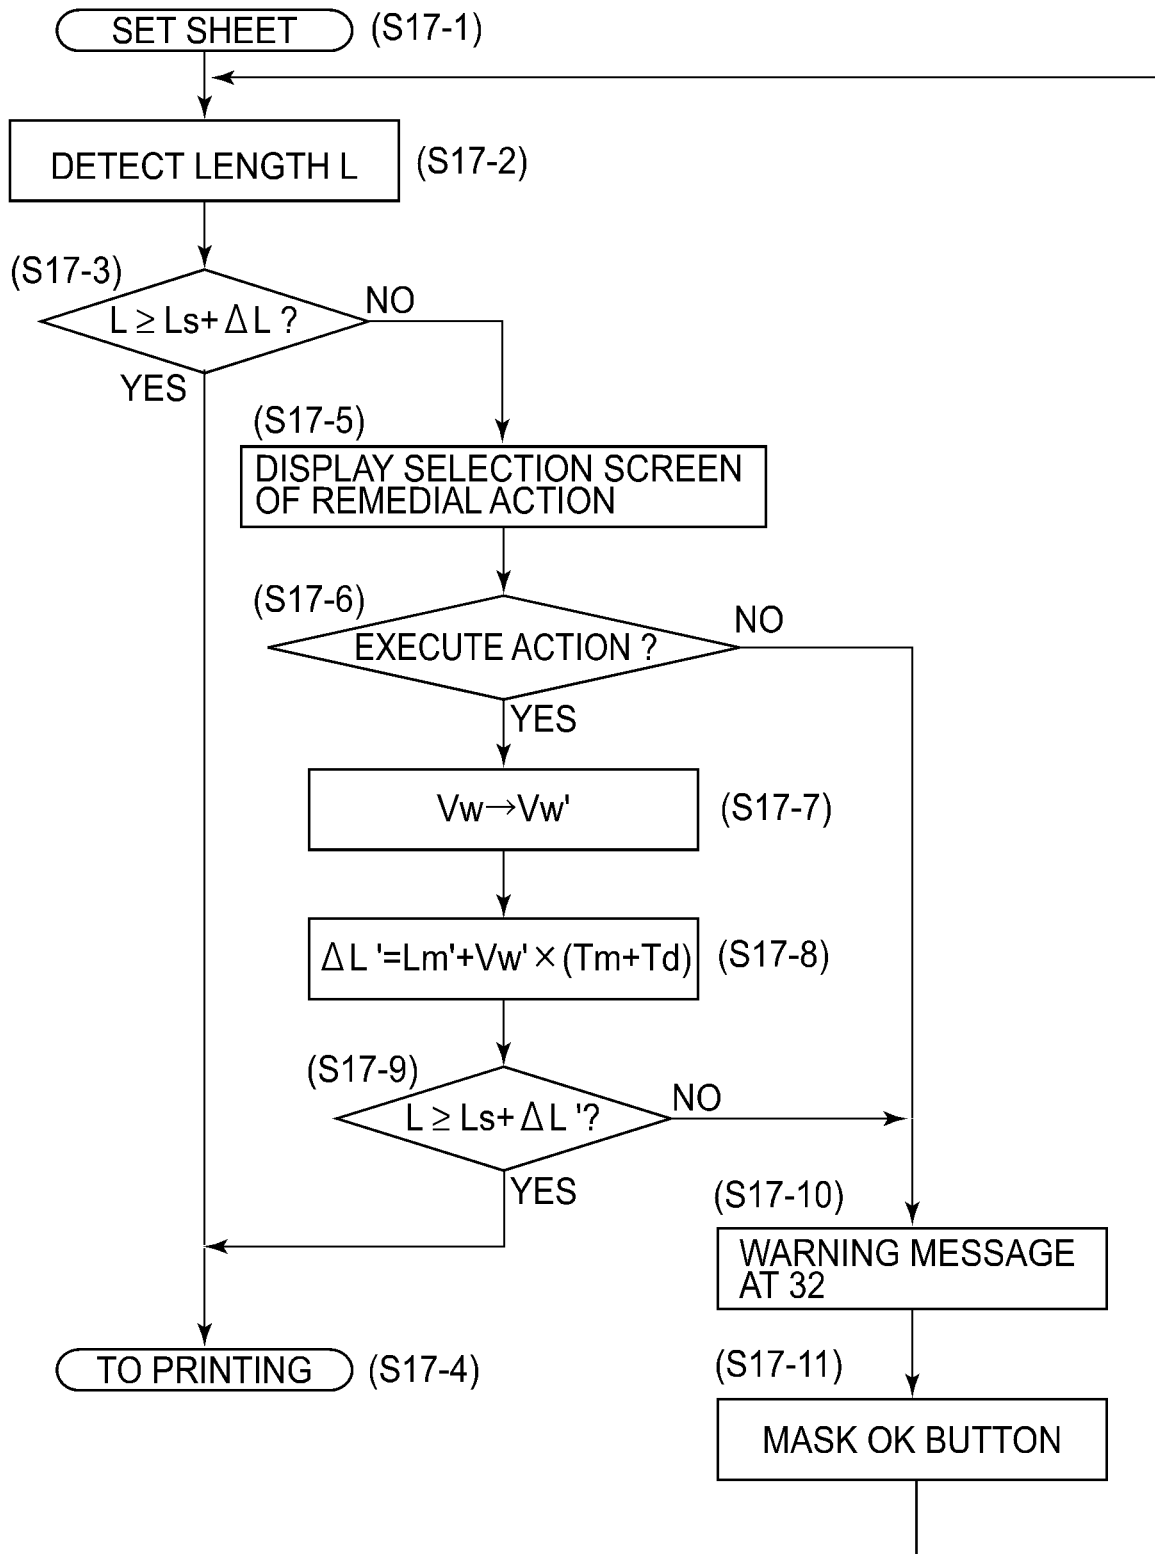 SET SHEET
(S17-1)
DETECT LENGTH L
(S17-2)
(S17-3)
L ≥ Ls+ Δ L ?
NO
YES
(S17-5)
DISPLAY SELECTION SCREEN
OF REMEDIAL ACTION
(S17-6)
EXECUTE ACTION ?
NO
YES
Vw→Vw'
(S17-7)
Δ L '=Lm'+Vw' × (Tm+Td)
(S17-8)
(S17-9)
L ≥ Ls+ Δ L '?
NO
YES
(S17-10)
WARNING MESSAGE
AT 32
TO PRINTING
(S17-4)
(S17-11)
MASK OK BUTTON